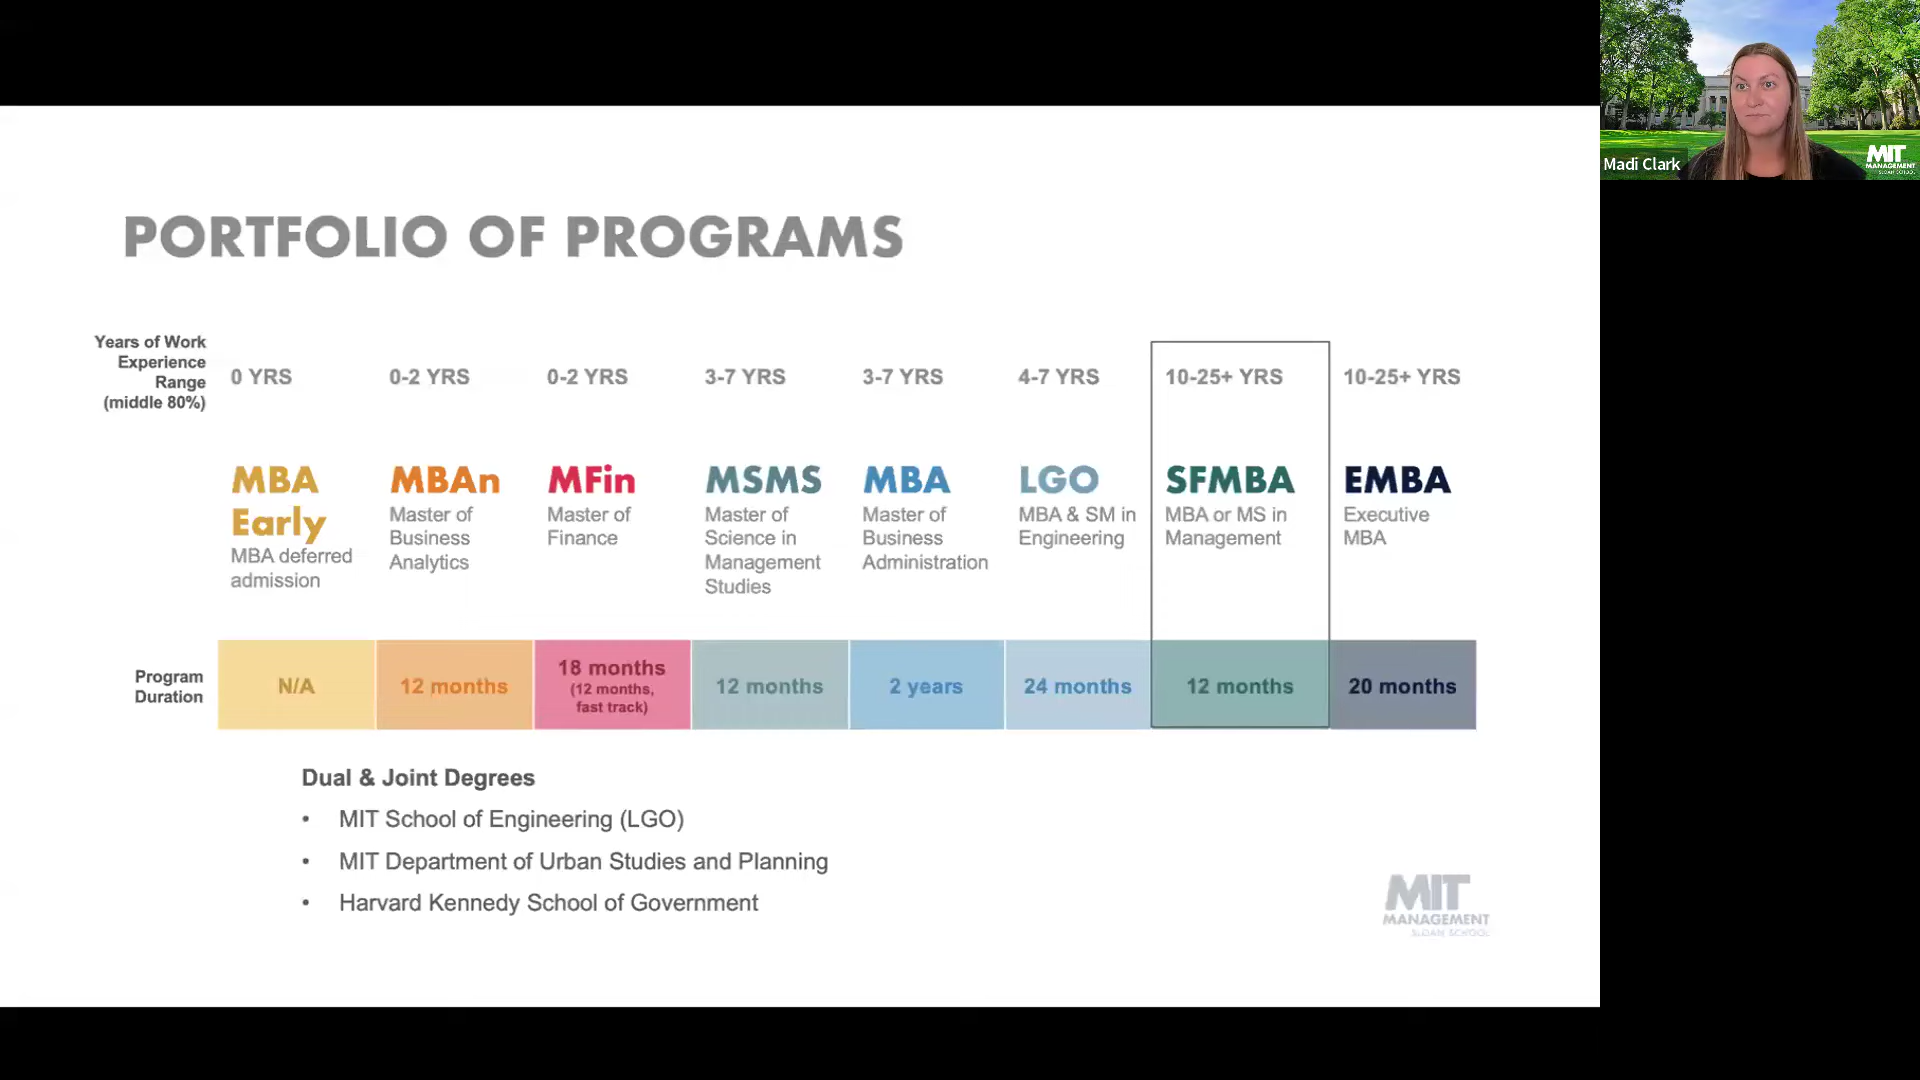 MIT
MANAGEMENT
SLOAN SCHOOL
Madi Clark
PORTFOLIO OF PROGRAMS
Years of Work
Experience
Range
(middle 80%)
0 YRS
0-2 YRS
0-2 YRS
3-7 YRS
3-7 YRS
4-7 YRS
10-25+ YRS
10-25+ YRS
MBA
Early
MBA deferred
admission
MBAn
Master of
Business
Analytics
MFin
Master of
Finance
MSMS
Master of
Science in
Management
Studies
MBA
Master of
Business
Administration
LGO
MBA & SM in
Engineering
SFMBA
MBA or MS in
Management
EMBA
Executive
MBA
Program
Duration
N/A
12 months
18 months
(12 months,
fast track)
12 months
2 years
24 months
12 months
20 months
Dual & Joint Degrees
• MIT School of Engineering (LGO)
• MIT Department of Urban Studies and Planning
• Harvard Kennedy School of Government
MIT
MANAGEMENT
SLOAN SCHOOL